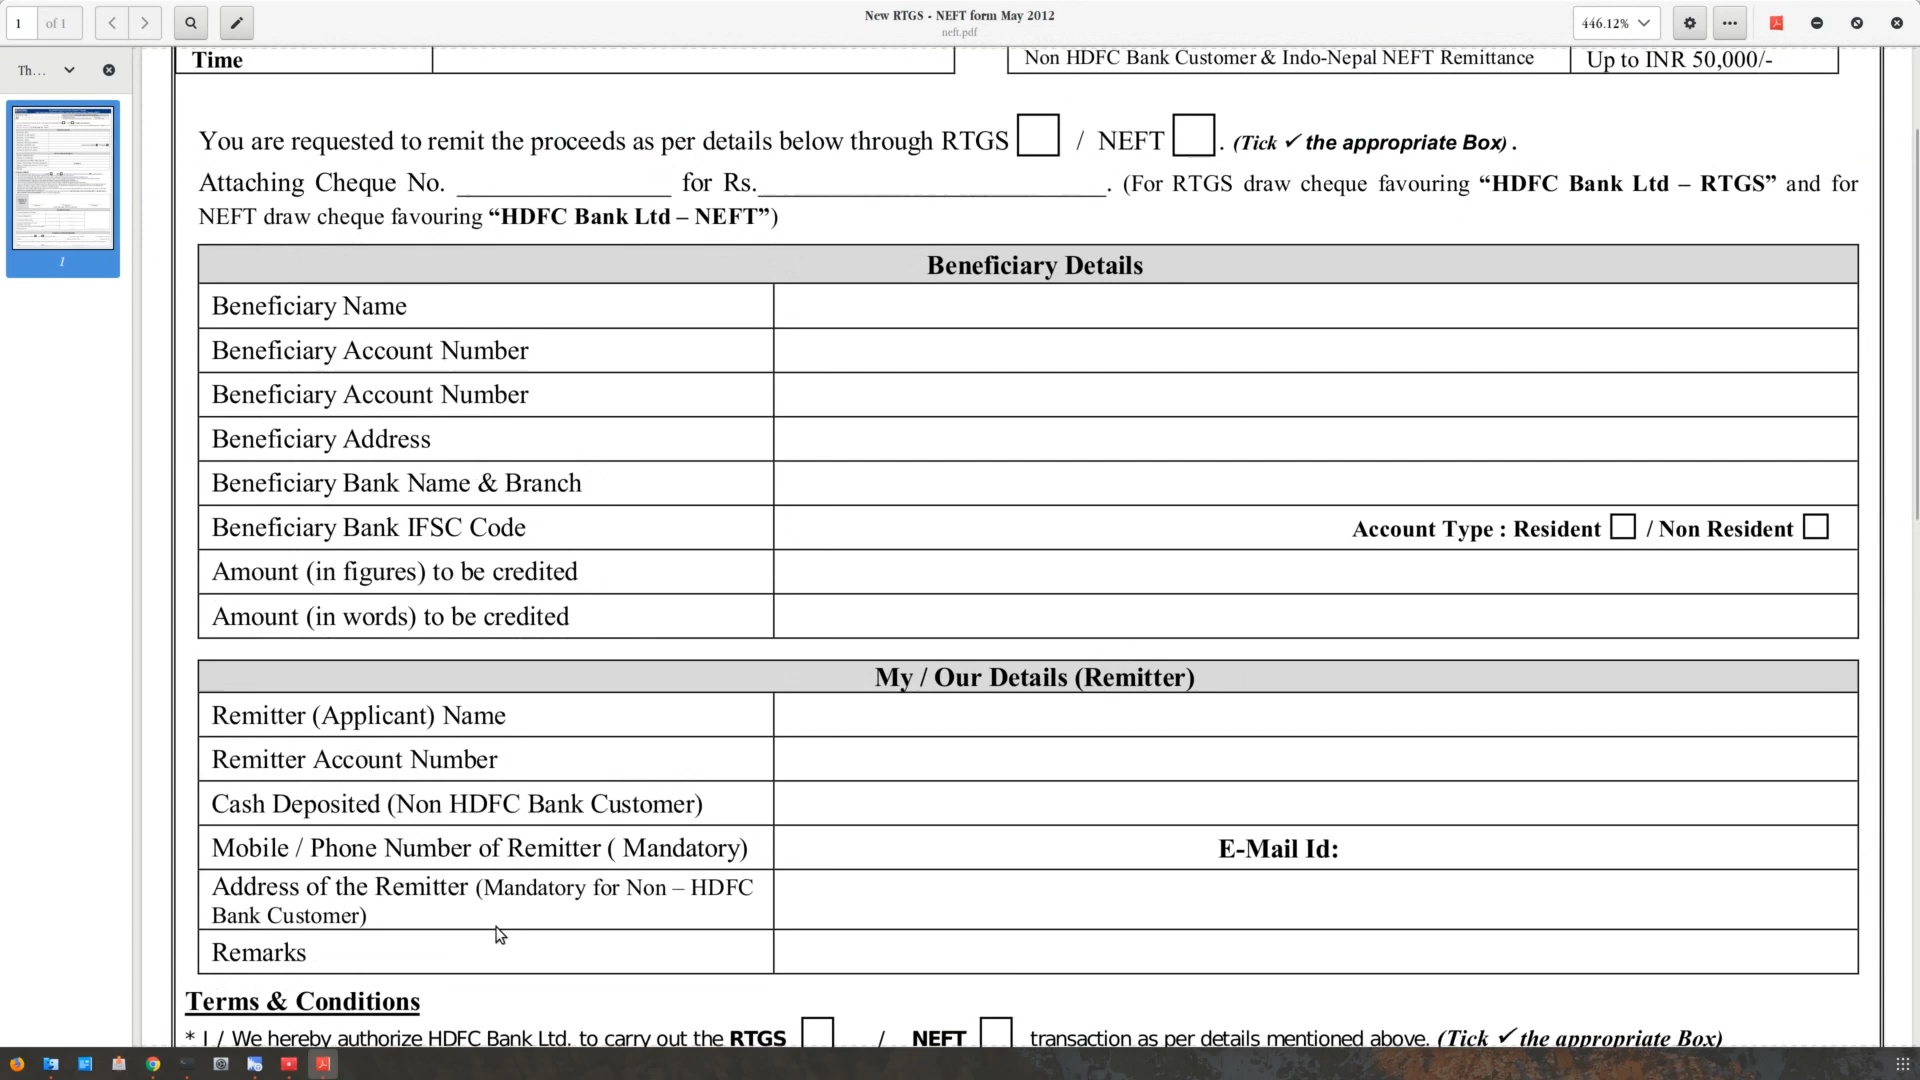 1
of 1
New RTGS - NEFT form May 2012
neft.pdf
446.12%
Th...
1
Time
Non HDFC Bank Customer & Indo-Nepal NEFT Remittance
Up to INR 50,000/-
You are requested to remit the proceeds as per details below through RTGS / NEFT . (Tick ✓ the appropriate Box) .
Attaching Cheque No. ________________ for Rs.__________________________. (For RTGS draw cheque favouring “HDFC Bank Ltd – RTGS” and for
NEFT draw cheque favouring “HDFC Bank Ltd – NEFT”)
Beneficiary Details
Beneficiary Name
Beneficiary Account Number
Beneficiary Account Number
Beneficiary Address
Beneficiary Bank Name & Branch
Beneficiary Bank IFSC Code
Account Type : Resident / Non Resident
Amount (in figures) to be credited
Amount (in words) to be credited
My / Our Details (Remitter)
Remitter (Applicant) Name
Remitter Account Number
Cash Deposited (Non HDFC Bank Customer)
Mobile / Phone Number of Remitter ( Mandatory)
E-Mail Id:
Address of the Remitter (Mandatory for Non – HDFC
Bank Customer)
Remarks
Terms & Conditions
* I / We hereby authorize HDFC Bank Ltd. to carry out the RTGS / NEFT transaction as per details mentioned above. (Tick ✓ the appropriate Box)